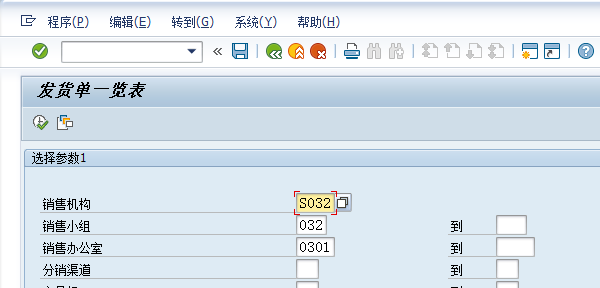 程序(P) 编辑(E) 转到(G) 系统(Y) 帮助(H)
发货单一览表
选择参数1
销售机构 S032
销售小组 032 到
销售办公室 0301 到
分销渠道 到